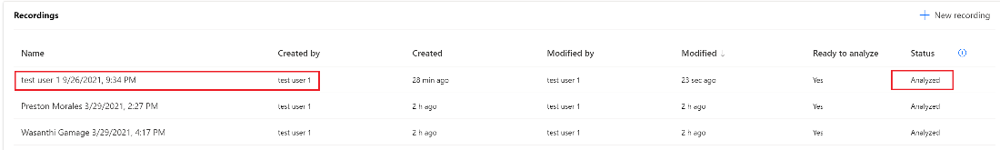 Recordings + New recording
Name Created by Created Modified by Modified ↓ Ready to analyze Status
test user 1 9/26/2021, 9:34 PM test user 1 28 min ago test user 1 23 sec ago Yes Analyzed
Preston Morales 3/29/2021, 2:27 PM test user 1 2 h ago test user 1 2 h ago Yes Analyzed
Wasanthi Gamage 3/29/2021, 4:17 PM test user 1 2 h ago test user 1 2 h ago Yes Analyzed